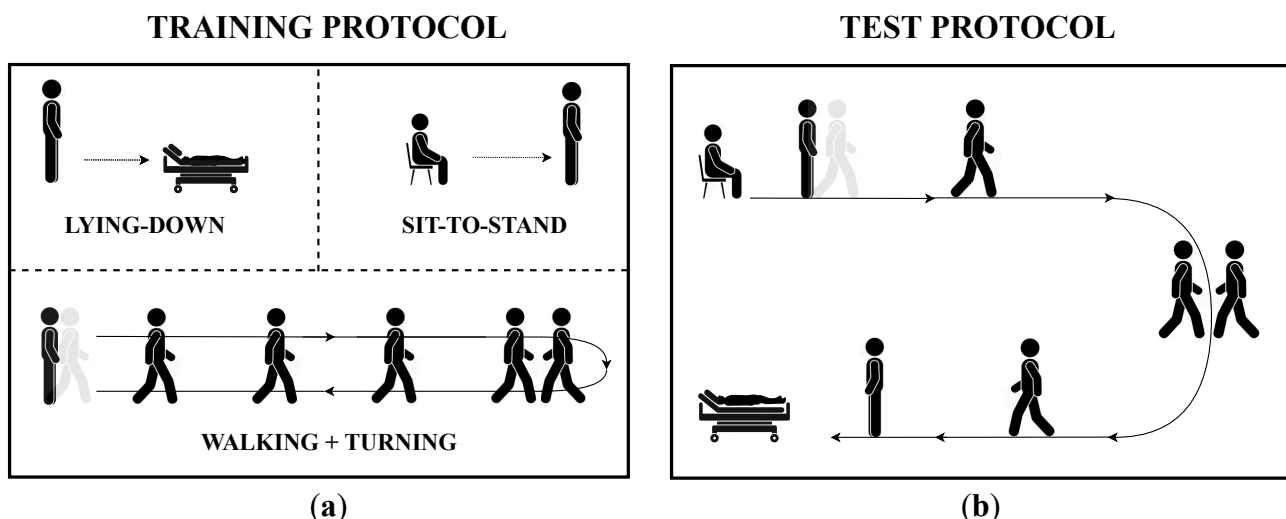 TRAINING PROTOCOL
LYING-DOWN
SIT-TO-STAND
WALKING + TURNING
(a)
TEST PROTOCOL
(b)